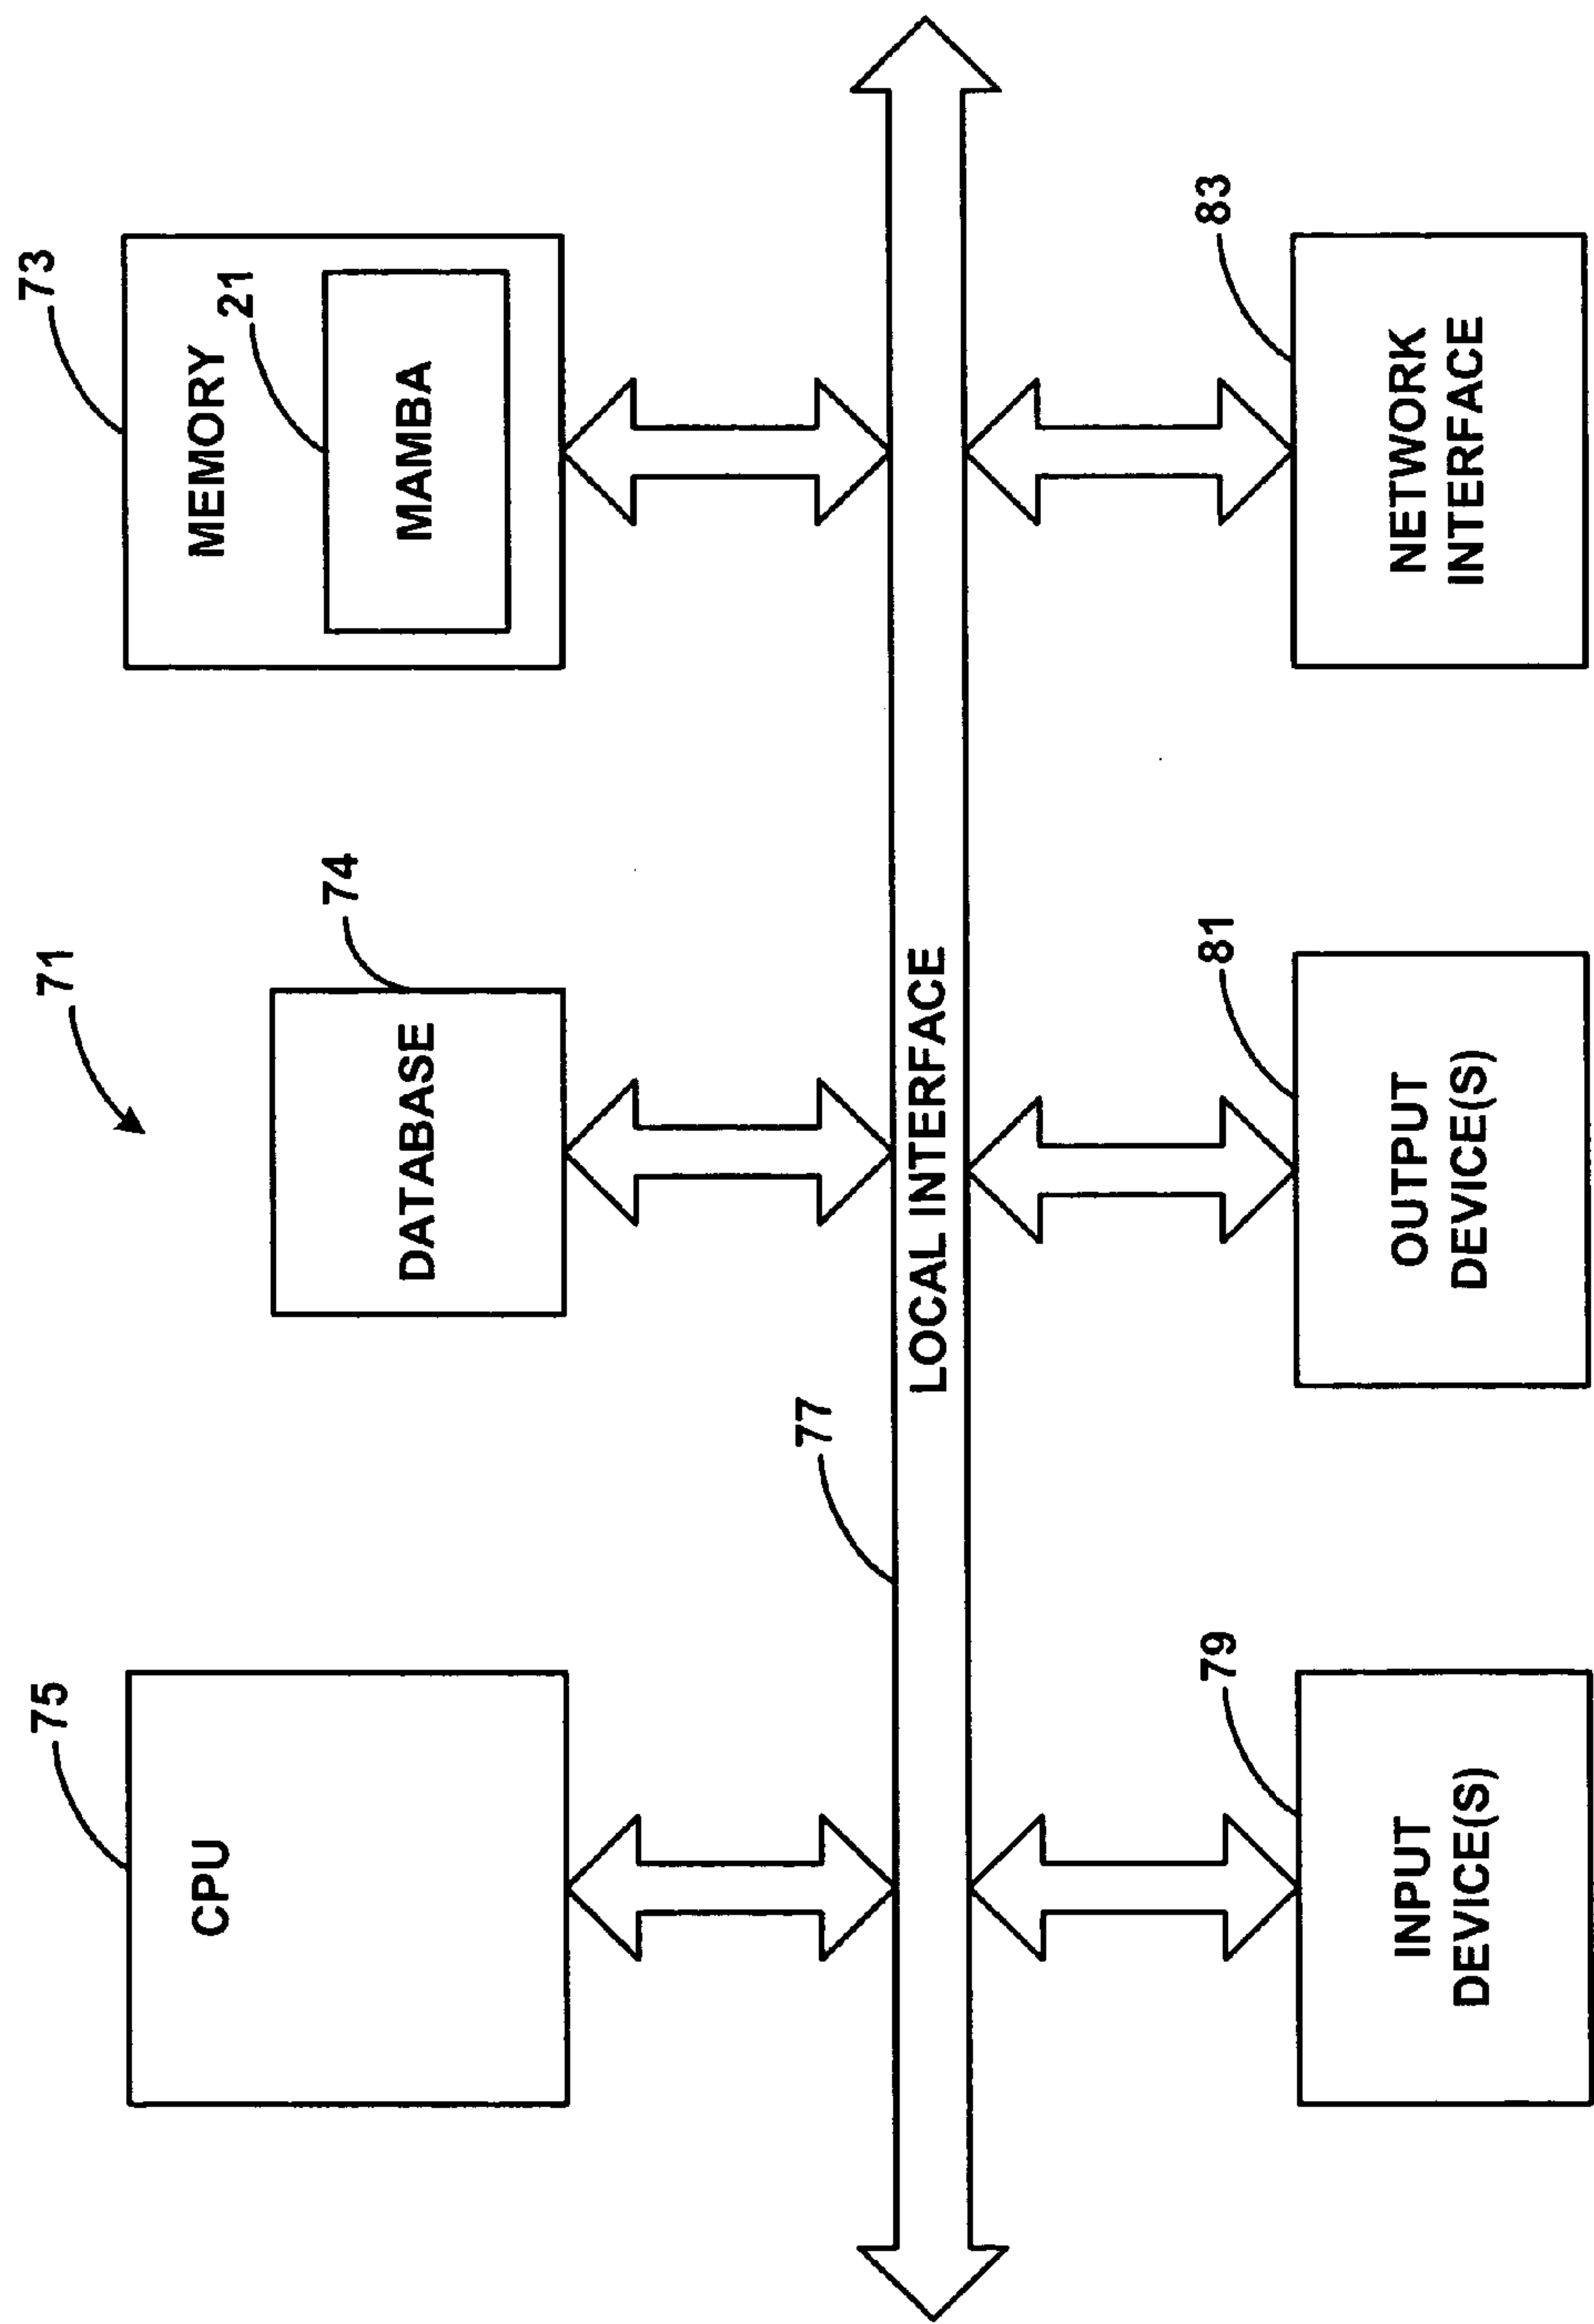 71
75
CPU
74
DATABASE
73
MEMORY
21
MAMBA
77
LOCAL INTERFACE
79
INPUT
DEVICE(S)
81
OUTPUT
DEVICE(S)
83
NETWORK
INTERFACE